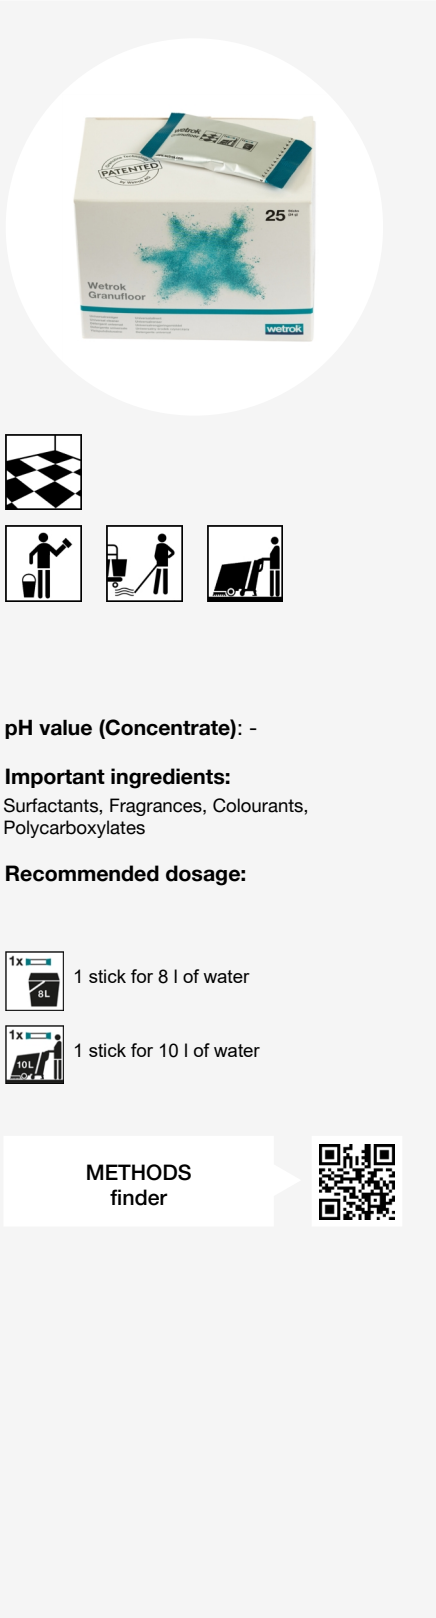 wetrok
PATENTED
25
Wetrok
Granufloor
wetrok
pH value (Concentrate): -
Important ingredients:
Surfactants, Fragrances, Colourants,
Polycarboxylates
Recommended dosage:
1x
8L
1 stick for 8 l of water
1x
10L
1 stick for 10 l of water
METHODS
finder